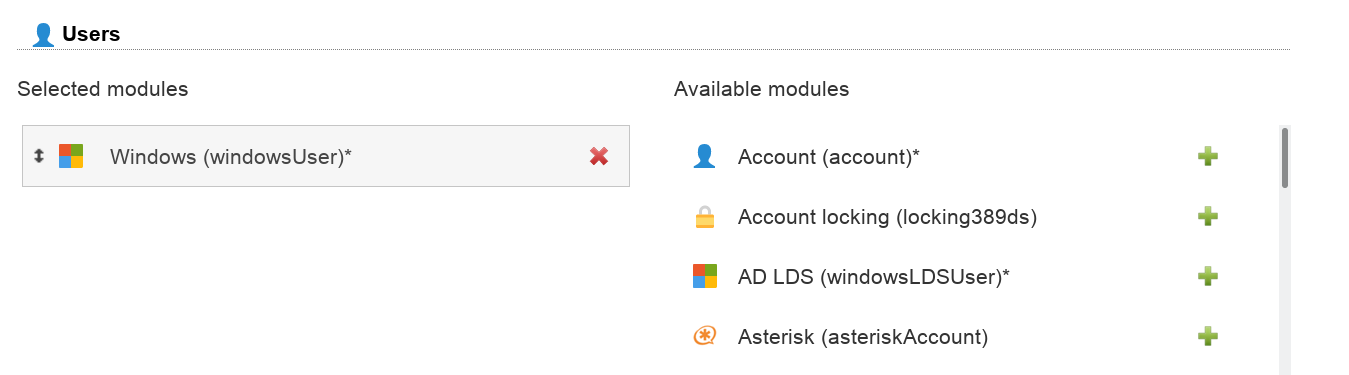 Users
Selected modules
Available modules
Windows (windowsUser)*
Account (account)*
Account locking (locking389ds)
AD LDS (windowsLDSUser)*
Asterisk (asteriskAccount)